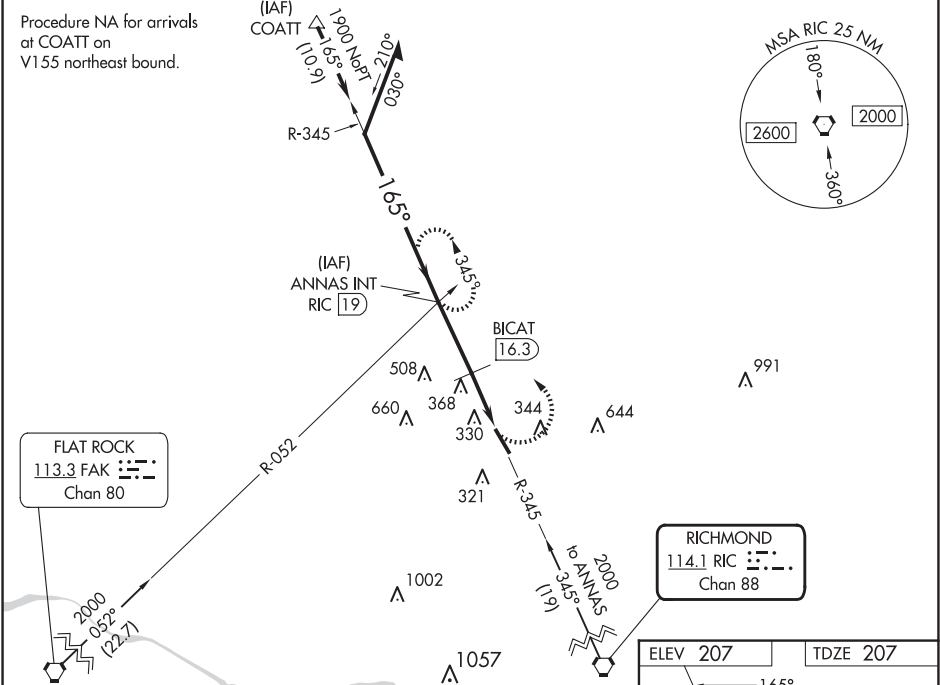 Procedure NA for arrivals
at COATT on
V155 northeast bound.
(IAF)
COATT
1900 NoPT
165°
(10.9)
210°
030°
R-345
165°
MSA RIC 25 NM
180°
2600
2000
360°
(IAF)
ANNAS INT
RIC 19
345°
BICAT
16.3
508
368
660
330
344
644
991
321
R-052
R-345
FLAT ROCK
113.3 FAK
Chan 80
2000
052°
(22.7)
1002
1057
2000
to ANNAS
345°
(19)
RICHMOND
114.1 RIC
Chan 88
ELEV 207
TDZE 207
165°